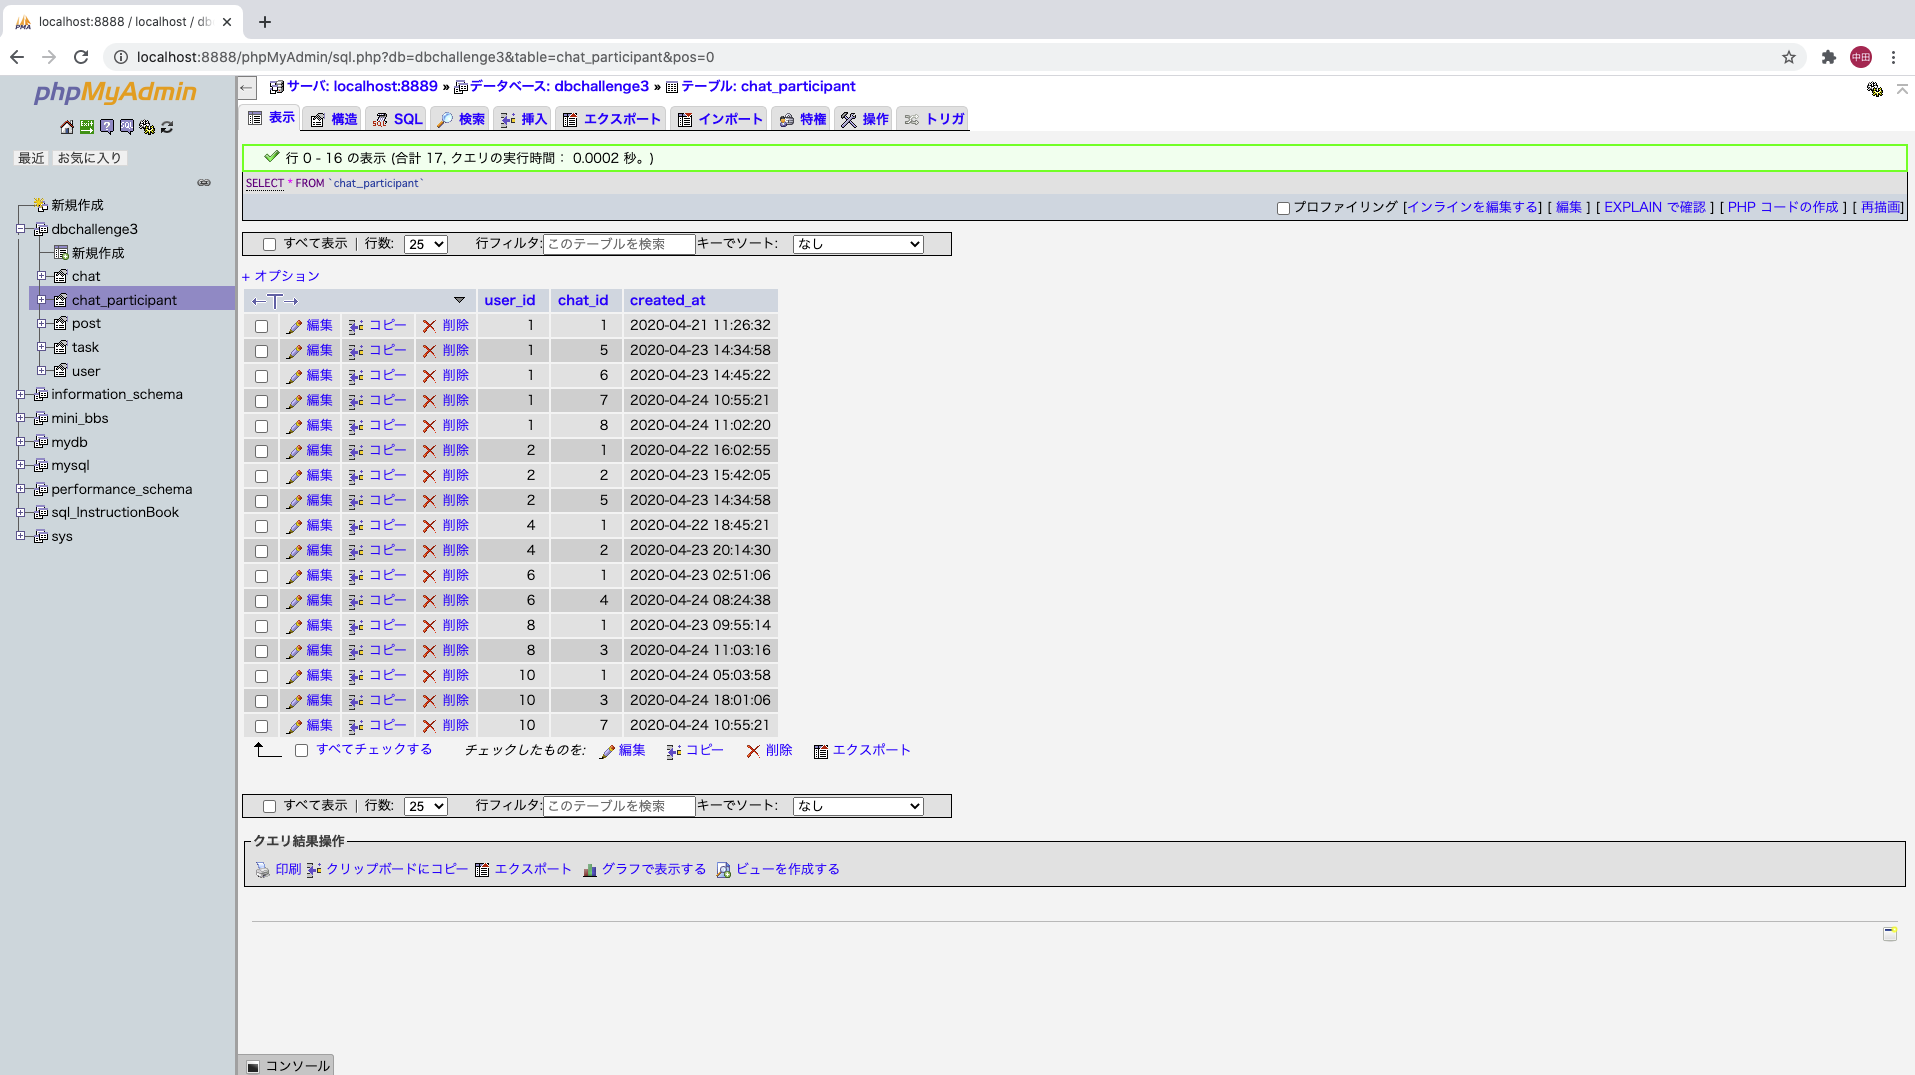 localhost:8888 / localhost / db
localhost:8888/phpMyAdmin/sql.php?db=dbchallenge3&table=chat_participant&pos=0
中田
phpMyAdmin
最近 お気に入り
新規作成
dbchallenge3
新規作成
chat
chat_participant
post
task
user
information_schema
mini_bbs
mydb
mysql
performance_schema
sql_InstructionBook
sys
サーバ: localhost:8889 » データベース: dbchallenge3 » テーブル: chat_participant
表示 構造 SQL 検索 挿入 エクスポート インポート 特権 操作 トリガ
行 0 - 16 の表示 (合計 17, クエリの実行時間： 0.0002 秒。)
SELECT * FROM `chat_participant`
プロファイリング [インラインを編集する] [ 編集 ] [ EXPLAIN で確認 ] [ PHP コードの作成 ] [ 再描画]
すべて表示 | 行数: 25 行フィルタ: このテーブルを検索 キーでソート: なし
+ オプション
←T→ user_id chat_id created_at
編集 コピー 削除 1 1 2020-04-21 11:26:32
編集 コピー 削除 1 5 2020-04-23 14:34:58
編集 コピー 削除 1 6 2020-04-23 14:45:22
編集 コピー 削除 1 7 2020-04-24 10:55:21
編集 コピー 削除 1 8 2020-04-24 11:02:20
編集 コピー 削除 2 1 2020-04-22 16:02:55
編集 コピー 削除 2 2 2020-04-23 15:42:05
編集 コピー 削除 2 5 2020-04-23 14:34:58
編集 コピー 削除 4 1 2020-04-22 18:45:21
編集 コピー 削除 4 2 2020-04-23 20:14:30
編集 コピー 削除 6 1 2020-04-23 02:51:06
編集 コピー 削除 6 4 2020-04-24 08:24:38
編集 コピー 削除 8 1 2020-04-23 09:55:14
編集 コピー 削除 8 3 2020-04-24 11:03:16
編集 コピー 削除 10 1 2020-04-24 05:03:58
編集 コピー 削除 10 3 2020-04-24 18:01:06
編集 コピー 削除 10 7 2020-04-24 10:55:21
すべてチェックする チェックしたものを: 編集 コピー 削除 エクスポート
すべて表示 | 行数: 25 行フィルタ: このテーブルを検索 キーでソート: なし
クエリ結果操作
印刷 クリップボードにコピー エクスポート グラフで表示する ビューを作成する
コンソール